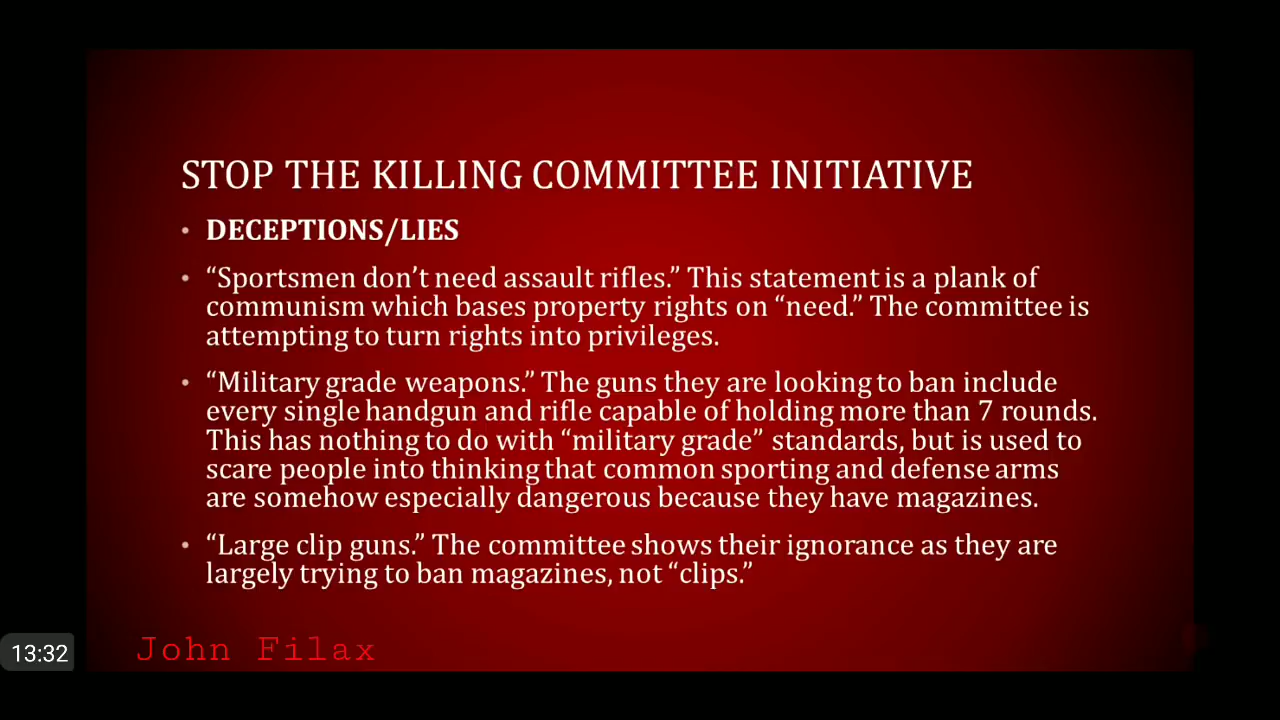 STOP THE KILLING COMMITTEE INITIATIVE
• DECEPTIONS/LIES
• “Sportsmen don’t need assault rifles.” This statement is a plank of
communism which bases property rights on “need.” The committee is
attempting to turn rights into privileges.
• “Military grade weapons.” The guns they are looking to ban include
every single handgun and rifle capable of holding more than 7 rounds.
This has nothing to do with “military grade” standards, but is used to
scare people into thinking that common sporting and defense arms
are somehow especially dangerous because they have magazines.
• “Large clip guns.” The committee shows their ignorance as they are
largely trying to ban magazines, not “clips.”
John Filax
13:32